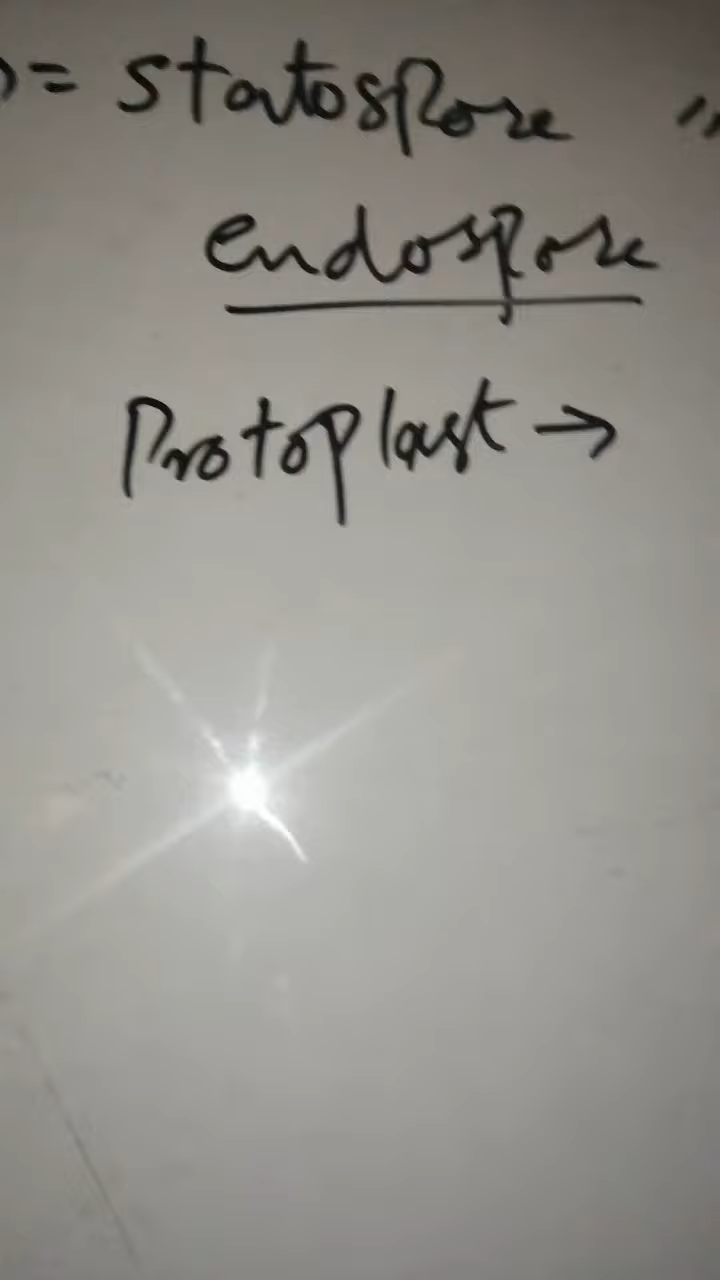 = statospore "
endospore
Protoplast →